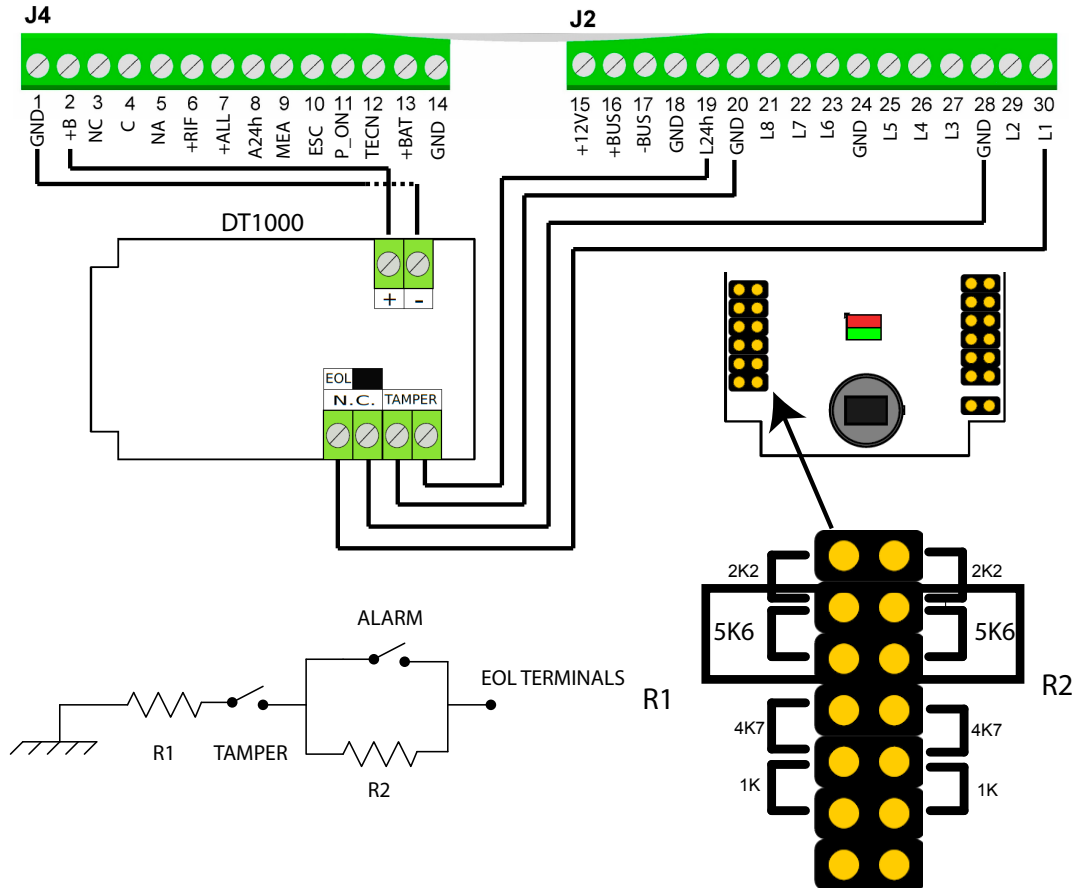 J4
J2
1 2 3 4 5 6 7 8 9 10 11 12 13 14
GND +B NC C NA +RIF +ALL A24h MEA ESC P_ON TECN +BAT GND
15 16 17 18 19 20 21 22 23 24 25 26 27 28 29 30
+12V +BUS -BUS GND L24h GND L8 L7 L6 GND L5 L4 L3 GND L2 L1
DT1000
+ -
EOL
N.C. TAMPER
2K2 2K2
5K6 5K6
R1 R2
4K7 4K7
1K 1K
ALARM
EOL TERMINALS
R1 TAMPER
R2